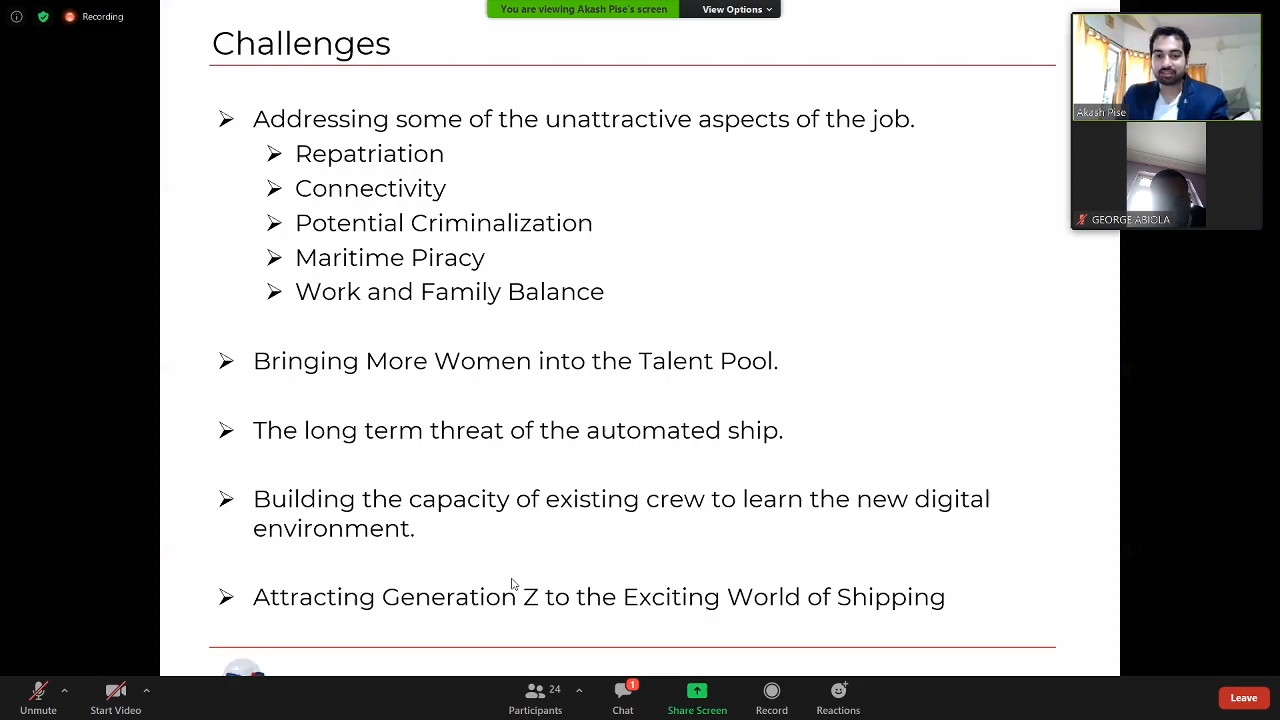 Recording
You are viewing Akash Pise's screen
View Options
Challenges
Addressing some of the unattractive aspects of the job.
Repatriation
Connectivity
Potential Criminalization
Maritime Piracy
Work and Family Balance
Bringing More Women into the Talent Pool.
The long term threat of the automated ship.
Building the capacity of existing crew to learn the new digital
environment.
Attracting Generation Z to the Exciting World of Shipping
Akash Pise
GEORGE ABIOLA
Unmute
Start Video
24
Participants
1
Chat
Share Screen
Record
Reactions
Leave